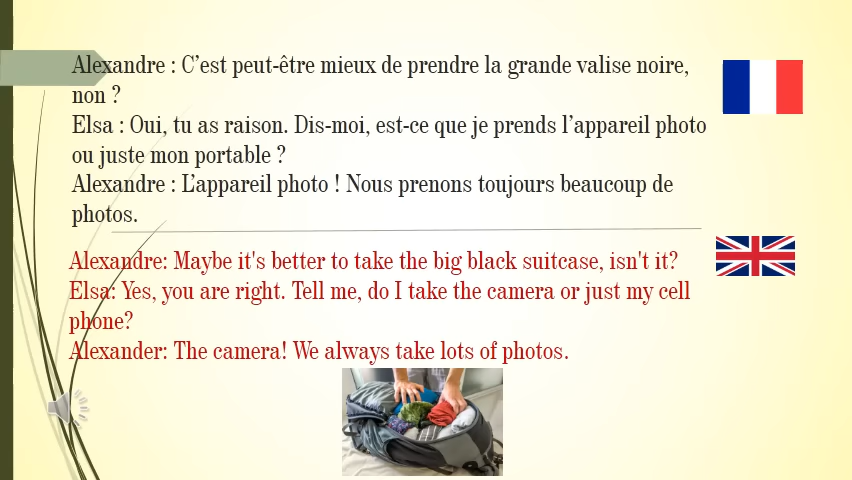 Alexandre : C’est peut-être mieux de prendre la grande valise noire,
non ?
Elsa : Oui, tu as raison. Dis-moi, est-ce que je prends l’appareil photo
ou juste mon portable ?
Alexandre : L’appareil photo ! Nous prenons toujours beaucoup de
photos.
Alexandre: Maybe it's better to take the big black suitcase, isn't it?
Elsa: Yes, you are right. Tell me, do I take the camera or just my cell
phone?
Alexander: The camera! We always take lots of photos.